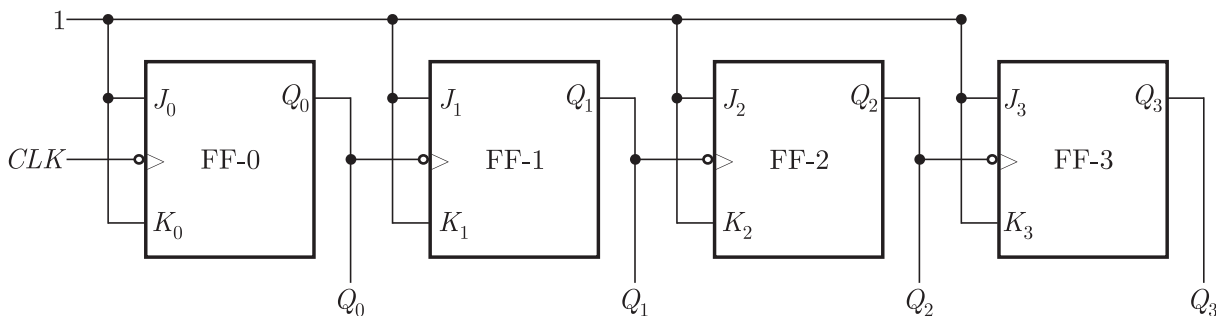 1
J₀ Q₀ J₁ Q₁ J₂ Q₂ J₃ Q₃
CLK FF-0 FF-1 FF-2 FF-3
K₀ K₁ K₂ K₃
Q₀ Q₁ Q₂ Q₃